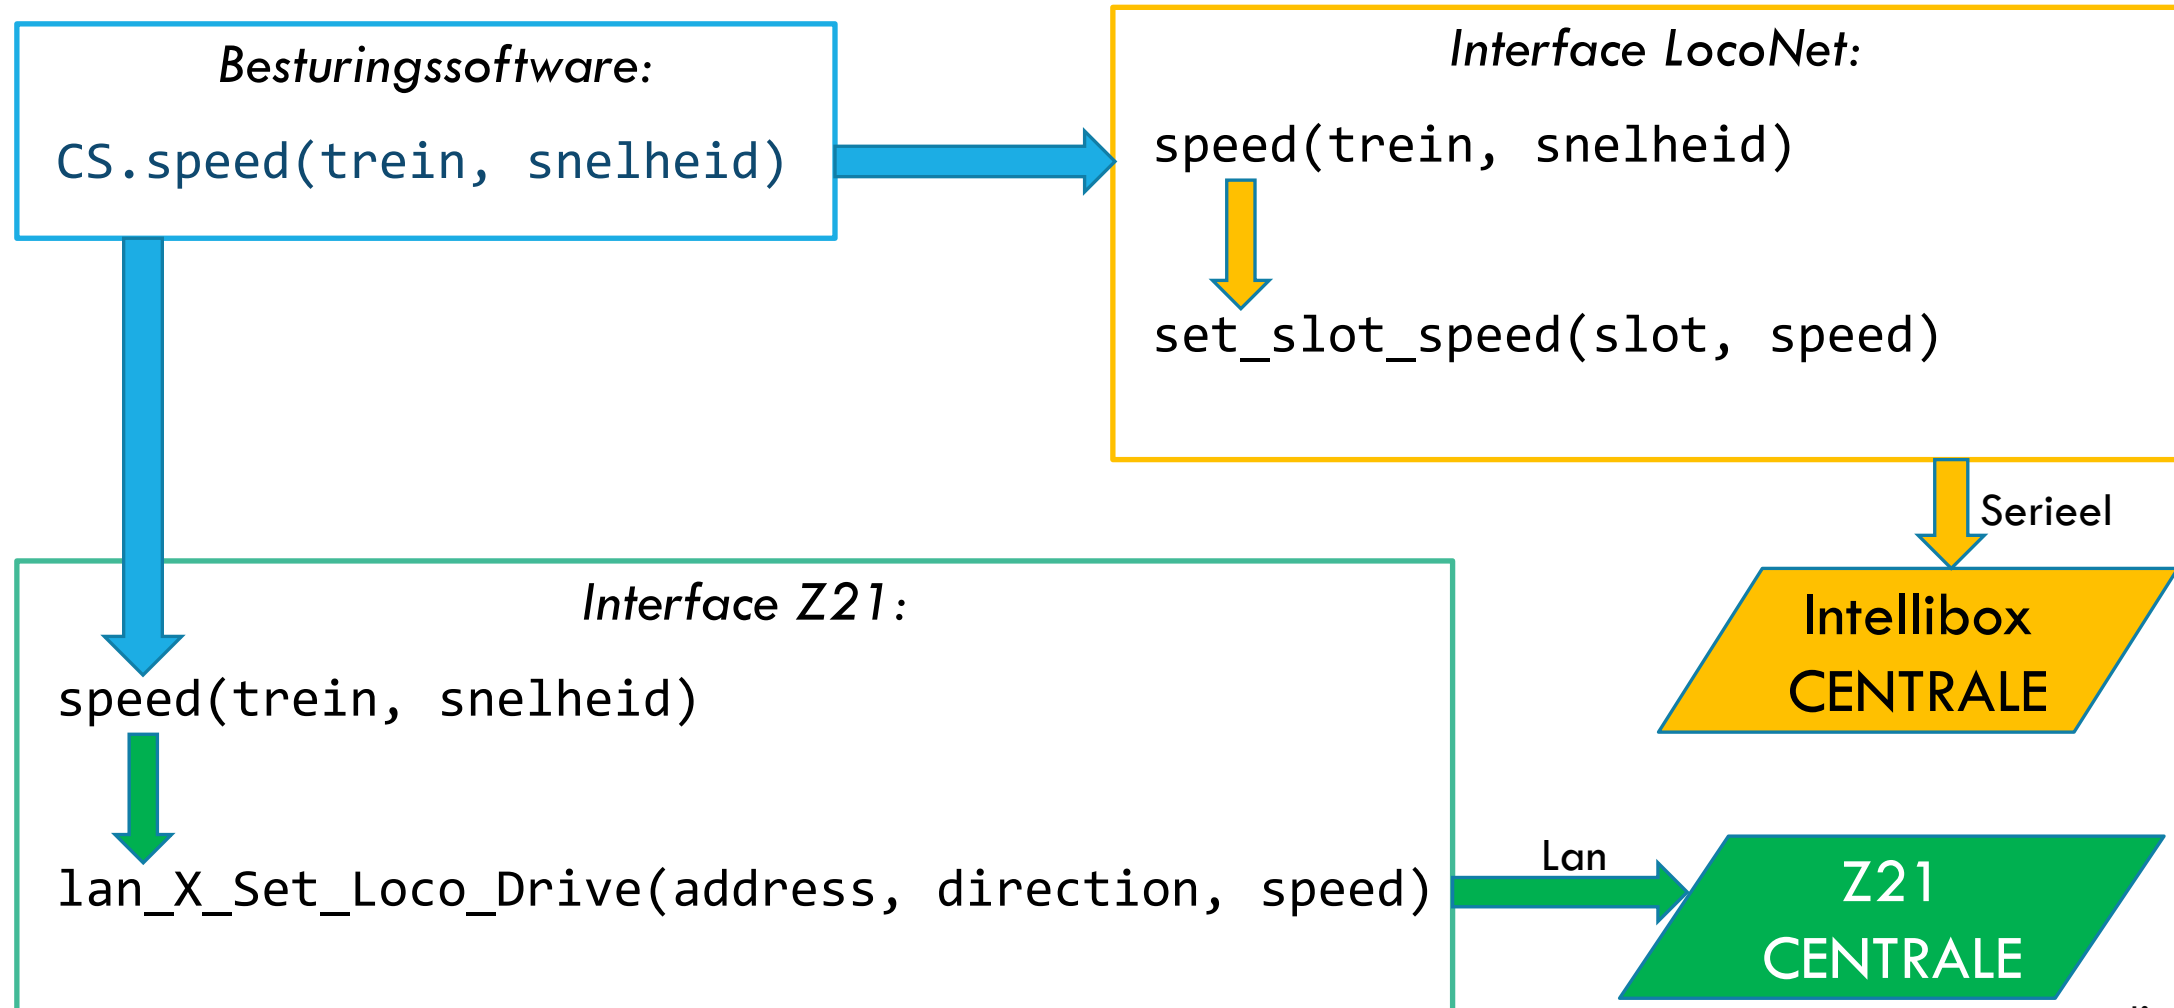 Besturingssoftware:
CS.speed(trein, snelheid)
Interface LocoNet:
speed(trein, snelheid)
set_slot_speed(slot, speed)
Serieel
Intellibox
CENTRALE
Interface Z21:
speed(trein, snelheid)
lan_X_Set_Loco_Drive(address, direction, speed)
Lan
Z21
CENTRALE